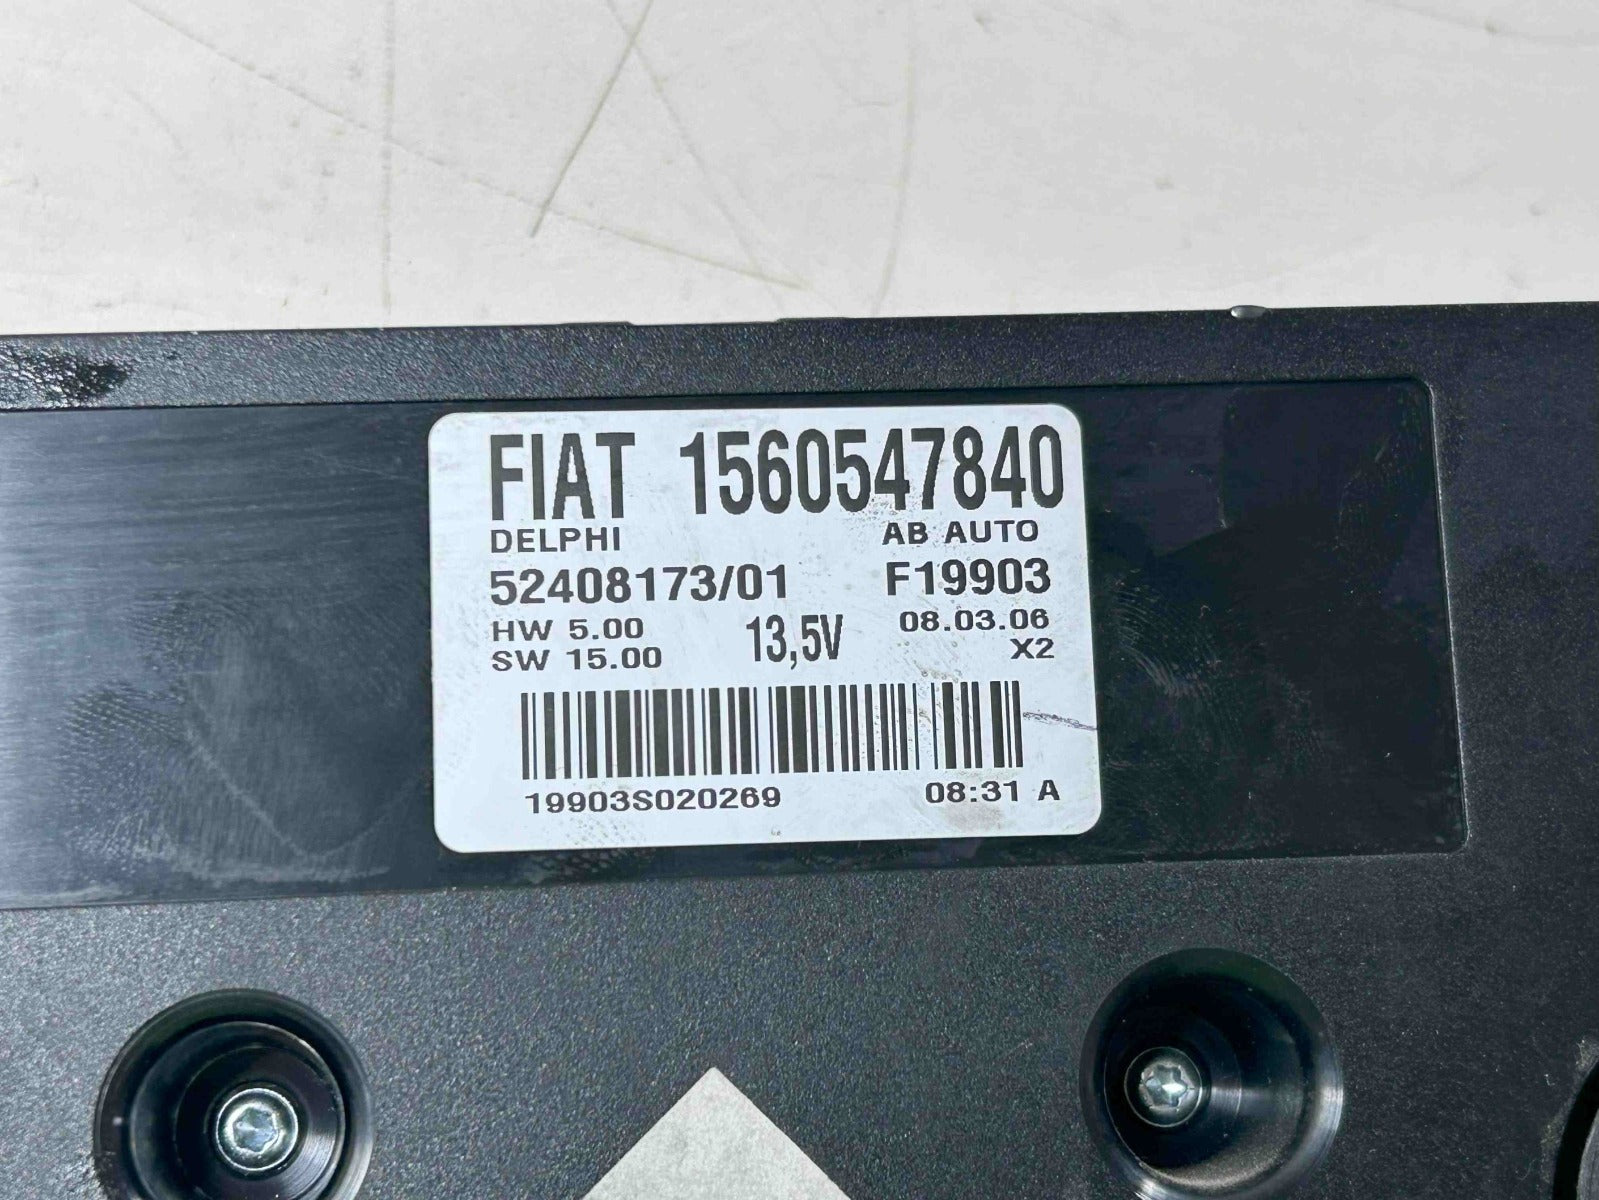 FIAT 1560547840
DELPHI AB AUTO
52408173/01 F19903
HW 5.00 13,5V 08.03.06
SW 15.00 X2
19903S020269 08:31 A